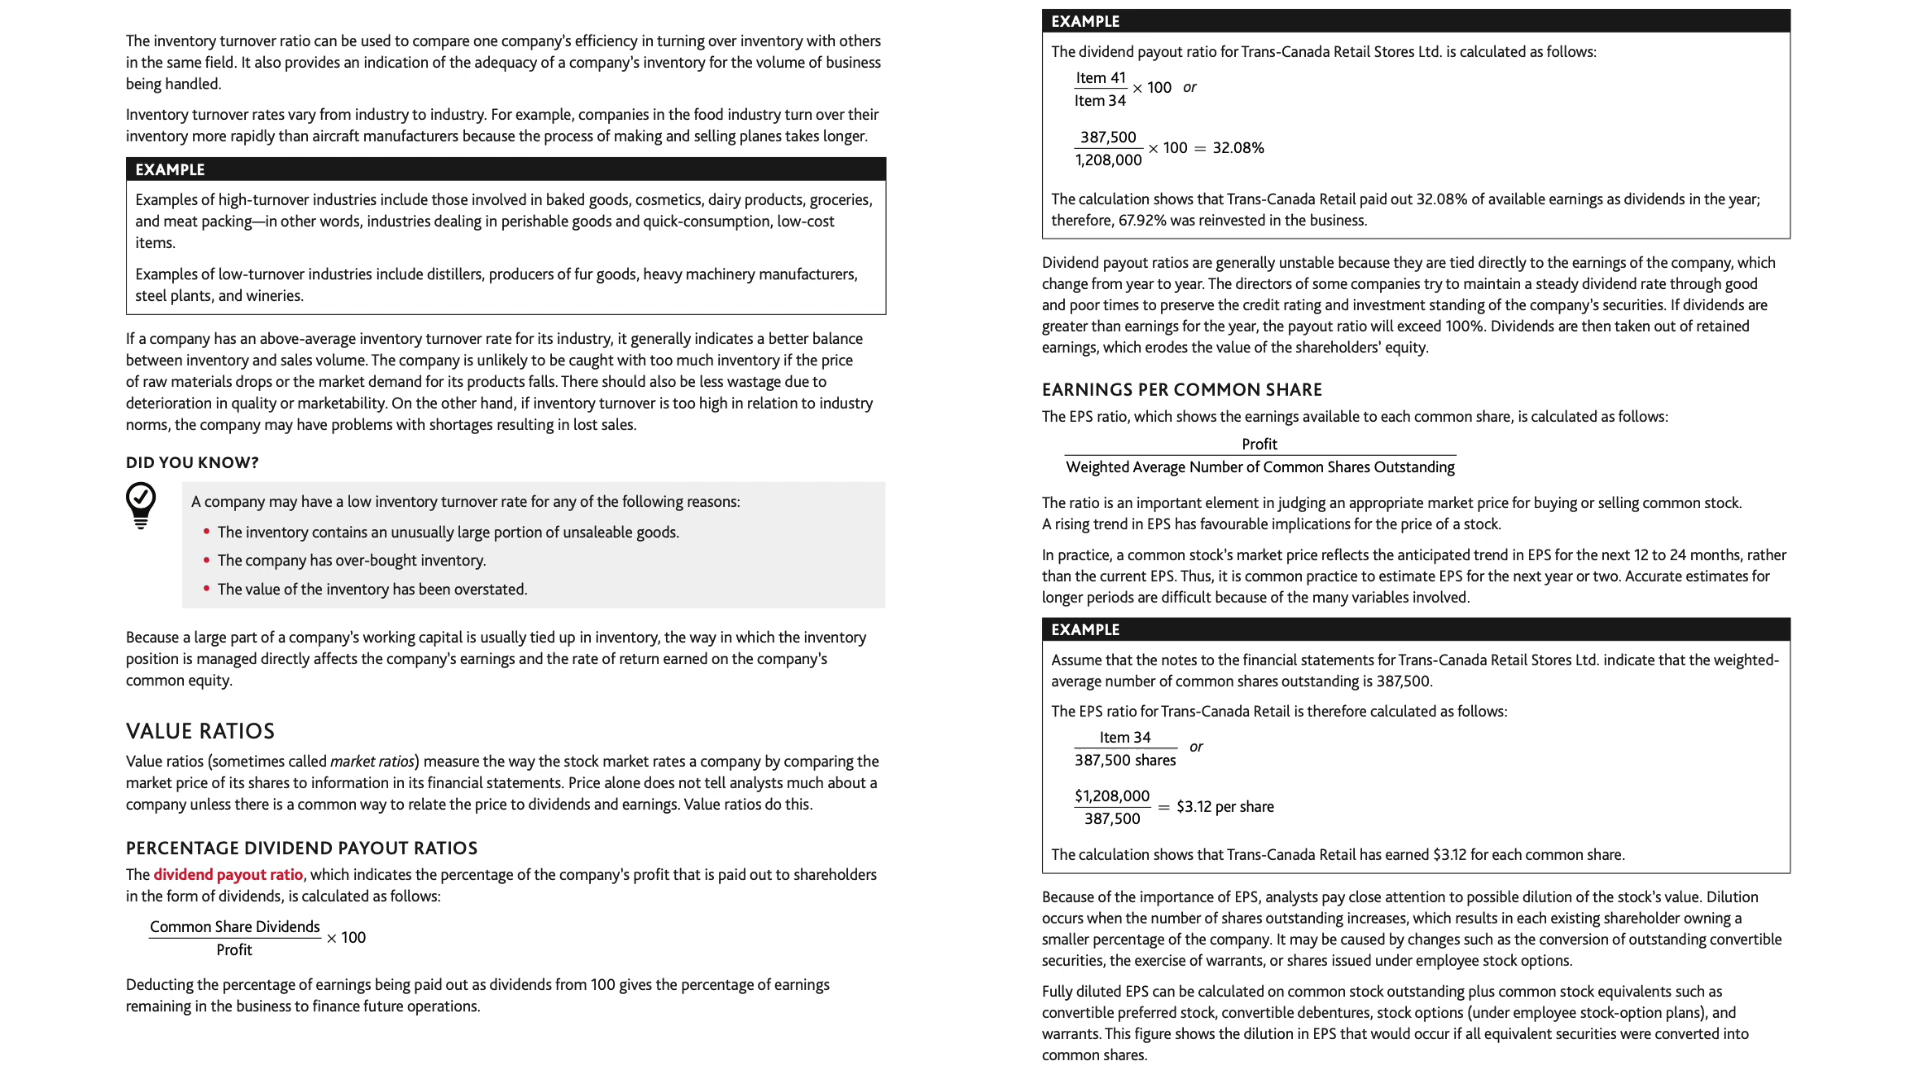 The inventory turnover ratio can be used to compare one company's efficiency in turning over inventory with others
in the same field. It also provides an indication of the adequacy of a company's inventory for the volume of business
being handled.
Inventory turnover rates vary from industry to industry. For example, companies in the food industry turn over their
inventory more rapidly than aircraft manufacturers because the process of making and selling planes takes longer.
EXAMPLE
Examples of high-turnover industries include those involved in baked goods, cosmetics, dairy products, groceries,
and meat packing—in other words, industries dealing in perishable goods and quick-consumption, low-cost
items.
Examples of low-turnover industries include distillers, producers of fur goods, heavy machinery manufacturers,
steel plants, and wineries.
If a company has an above-average inventory turnover rate for its industry, it generally indicates a better balance
between inventory and sales volume. The company is unlikely to be caught with too much inventory if the price
of raw materials drops or the market demand for its products falls. There should also be less wastage due to
deterioration in quality or marketability. On the other hand, if inventory turnover is too high in relation to industry
norms, the company may have problems with shortages resulting in lost sales.
DID YOU KNOW?
A company may have a low inventory turnover rate for any of the following reasons:
• The inventory contains an unusually large portion of unsaleable goods.
• The company has over-bought inventory.
• The value of the inventory has been overstated.
Because a large part of a company's working capital is usually tied up in inventory, the way in which the inventory
position is managed directly affects the company's earnings and the rate of return earned on the company's
common equity.
VALUE RATIOS
Value ratios (sometimes called market ratios) measure the way the stock market rates a company by comparing the
market price of its shares to information in its financial statements. Price alone does not tell analysts much about a
company unless there is a common way to relate the price to dividends and earnings. Value ratios do this.
PERCENTAGE DIVIDEND PAYOUT RATIOS
The dividend payout ratio, which indicates the percentage of the company's profit that is paid out to shareholders
in the form of dividends, is calculated as follows:
Common Share Dividends
× 100
Profit
Deducting the percentage of earnings being paid out as dividends from 100 gives the percentage of earnings
remaining in the business to finance future operations.
EXAMPLE
The dividend payout ratio for Trans-Canada Retail Stores Ltd. is calculated as follows:
Item 41
× 100 or
Item 34
387,500
× 100 = 32.08%
1,208,000
The calculation shows that Trans-Canada Retail paid out 32.08% of available earnings as dividends in the year;
therefore, 67.92% was reinvested in the business.
Dividend payout ratios are generally unstable because they are tied directly to the earnings of the company, which
change from year to year. The directors of some companies try to maintain a steady dividend rate through good
and poor times to preserve the credit rating and investment standing of the company's securities. If dividends are
greater than earnings for the year, the payout ratio will exceed 100%. Dividends are then taken out of retained
earnings, which erodes the value of the shareholders' equity.
EARNINGS PER COMMON SHARE
The EPS ratio, which shows the earnings available to each common share, is calculated as follows:
Profit
Weighted Average Number of Common Shares Outstanding
The ratio is an important element in judging an appropriate market price for buying or selling common stock.
A rising trend in EPS has favourable implications for the price of a stock.
In practice, a common stock's market price reflects the anticipated trend in EPS for the next 12 to 24 months, rather
than the current EPS. Thus, it is common practice to estimate EPS for the next year or two. Accurate estimates for
longer periods are difficult because of the many variables involved.
EXAMPLE
Assume that the notes to the financial statements for Trans-Canada Retail Stores Ltd. indicate that the weighted-
average number of common shares outstanding is 387,500.
The EPS ratio for Trans-Canada Retail is therefore calculated as follows:
Item 34
or
387,500 shares
$1,208,000
= $3.12 per share
387,500
The calculation shows that Trans-Canada Retail has earned $3.12 for each common share.
Because of the importance of EPS, analysts pay close attention to possible dilution of the stock's value. Dilution
occurs when the number of shares outstanding increases, which results in each existing shareholder owning a
smaller percentage of the company. It may be caused by changes such as the conversion of outstanding convertible
securities, the exercise of warrants, or shares issued under employee stock options.
Fully diluted EPS can be calculated on common stock outstanding plus common stock equivalents such as
convertible preferred stock, convertible debentures, stock options (under employee stock-option plans), and
warrants. This figure shows the dilution in EPS that would occur if all equivalent securities were converted into
common shares.